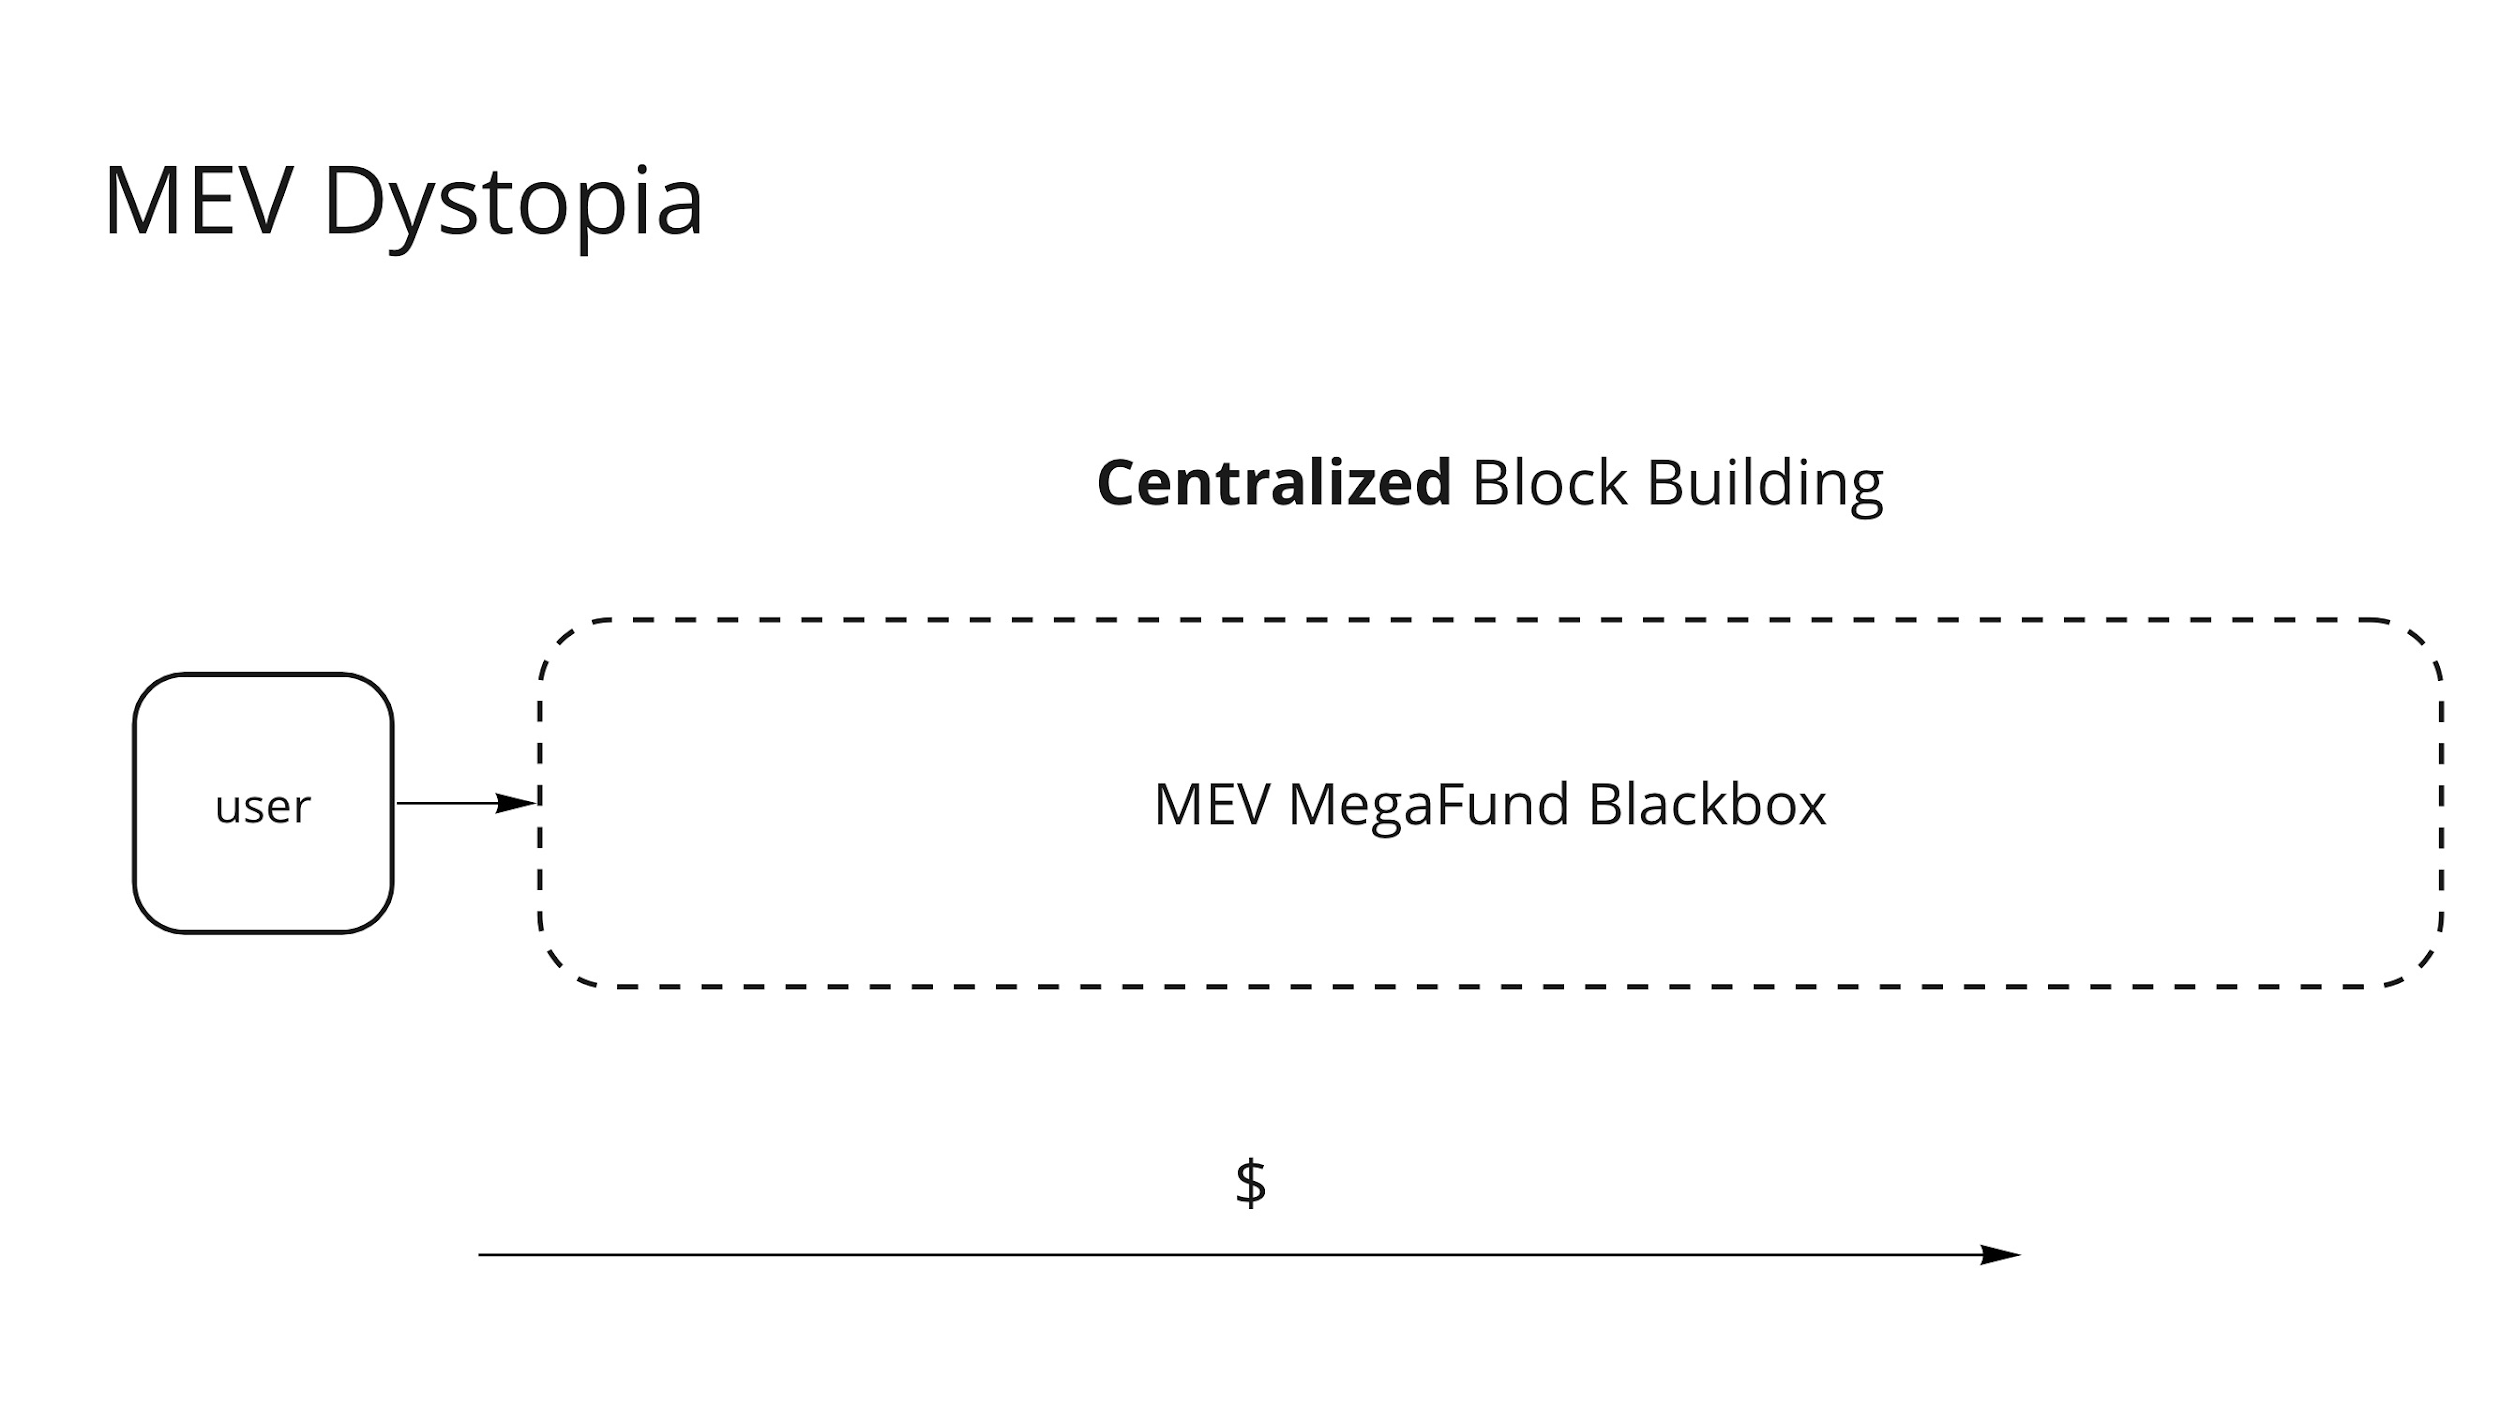 MEV Dystopia
Centralized Block Building
user
MEV MegaFund Blackbox
$